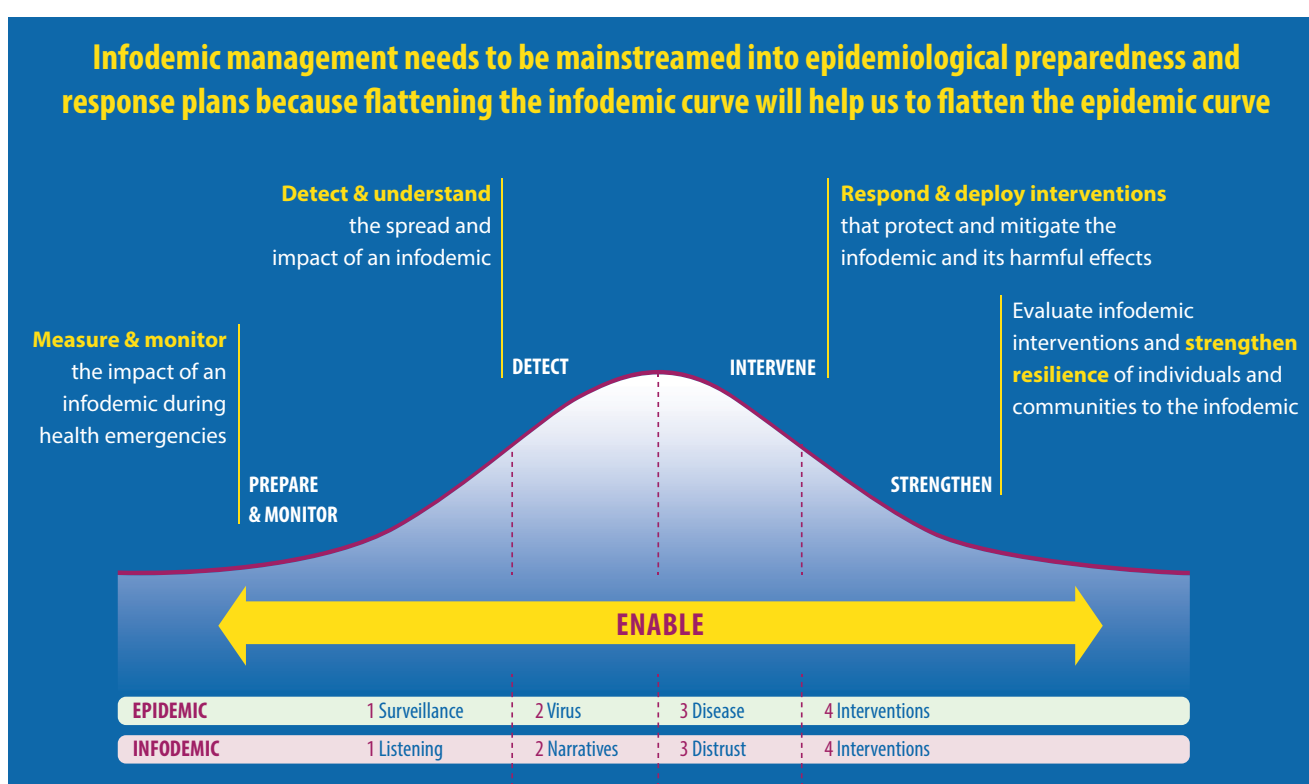 Infodemic management needs to be mainstreamed into epidemiological preparedness and
response plans because flattening the infodemic curve will help us to flatten the epidemic curve
Detect & understand
the spread and
impact of an infodemic
Respond & deploy interventions
that protect and mitigate the
infodemic and its harmful effects
Measure & monitor
the impact of an
infodemic during
health emergencies
Evaluate infodemic
interventions and strengthen
resilience of individuals and
communities to the infodemic
PREPARE
& MONITOR
DETECT
INTERVENE
STRENGTHEN
ENABLE
EPIDEMIC 1 Surveillance 2 Virus 3 Disease 4 Interventions
INFODEMIC 1 Listening 2 Narratives 3 Distrust 4 Interventions